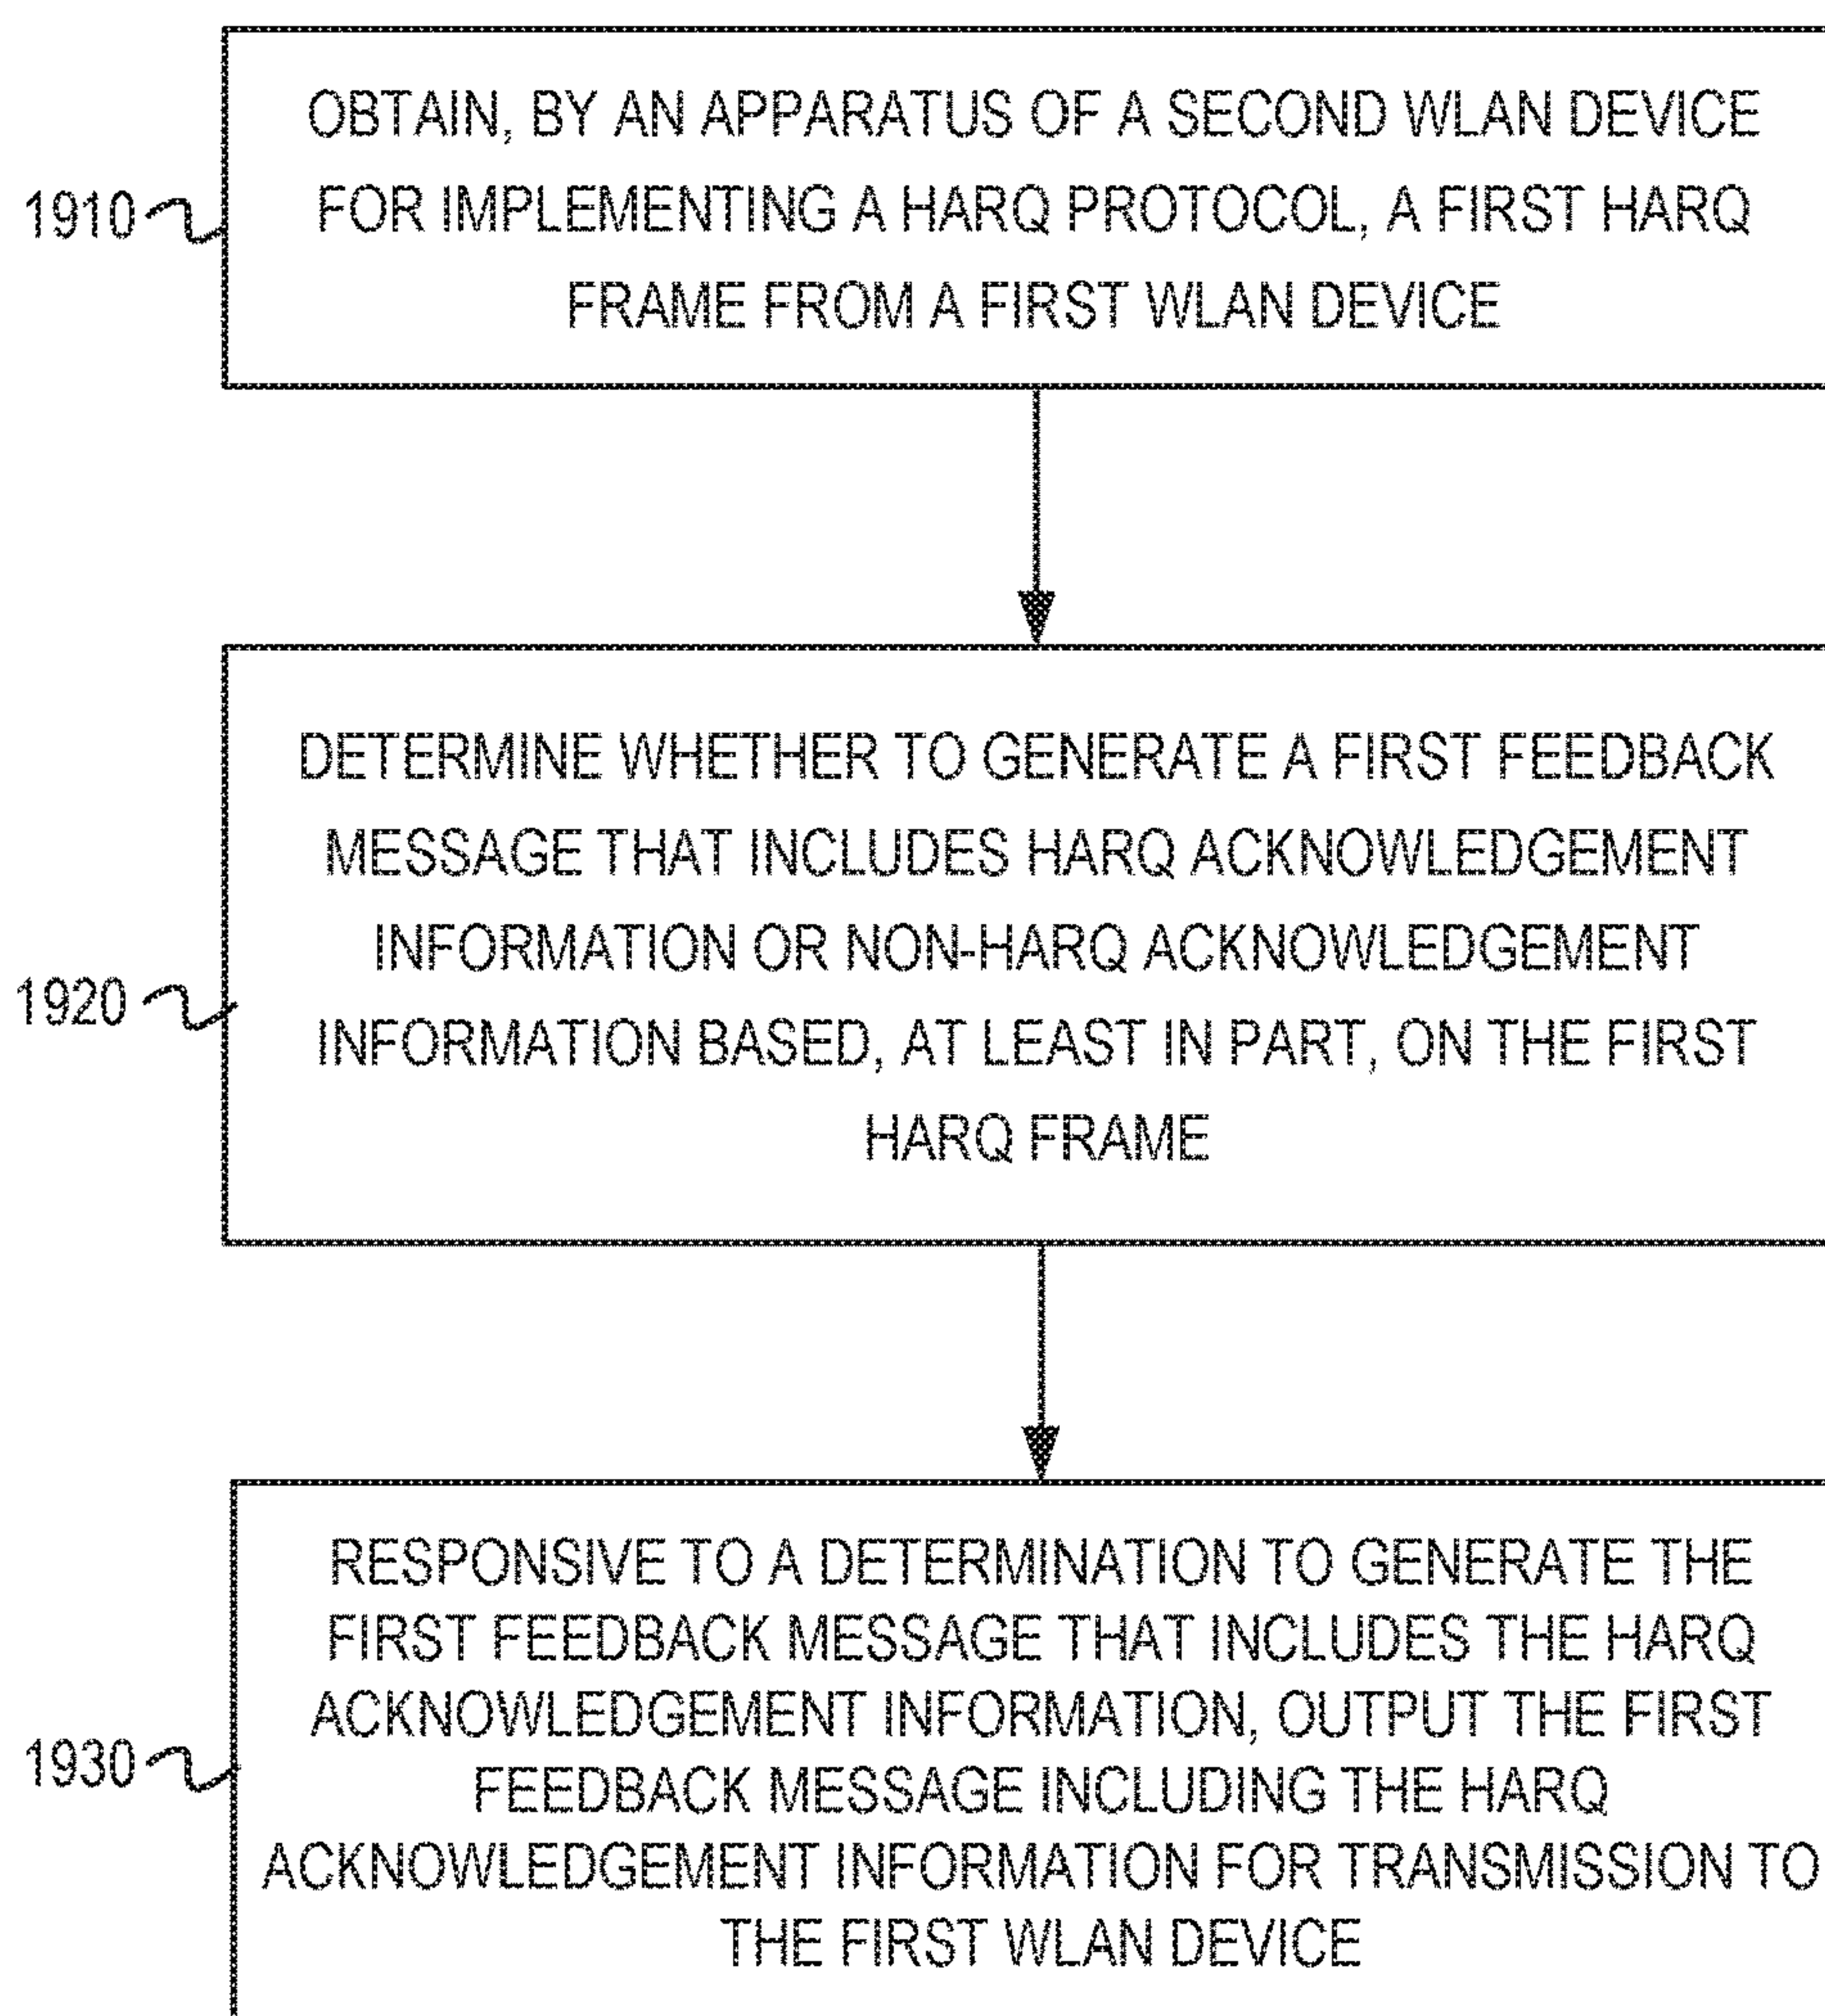 OBTAIN, BY AN APPARATUS OF A SECOND WLAN DEVICE
FOR IMPLEMENTING A HARQ PROTOCOL, A FIRST HARQ
FRAME FROM A FIRST WLAN DEVICE
1910
DETERMINE WHETHER TO GENERATE A FIRST FEEDBACK
MESSAGE THAT INCLUDES HARQ ACKNOWLEDGEMENT
INFORMATION OR NON-HARQ ACKNOWLEDGEMENT
INFORMATION BASED, AT LEAST IN PART, ON THE FIRST
HARQ FRAME
1920
RESPONSIVE TO A DETERMINATION TO GENERATE THE
FIRST FEEDBACK MESSAGE THAT INCLUDES THE HARQ
ACKNOWLEDGEMENT INFORMATION, OUTPUT THE FIRST
FEEDBACK MESSAGE INCLUDING THE HARQ
ACKNOWLEDGEMENT INFORMATION FOR TRANSMISSION TO
THE FIRST WLAN DEVICE
1930